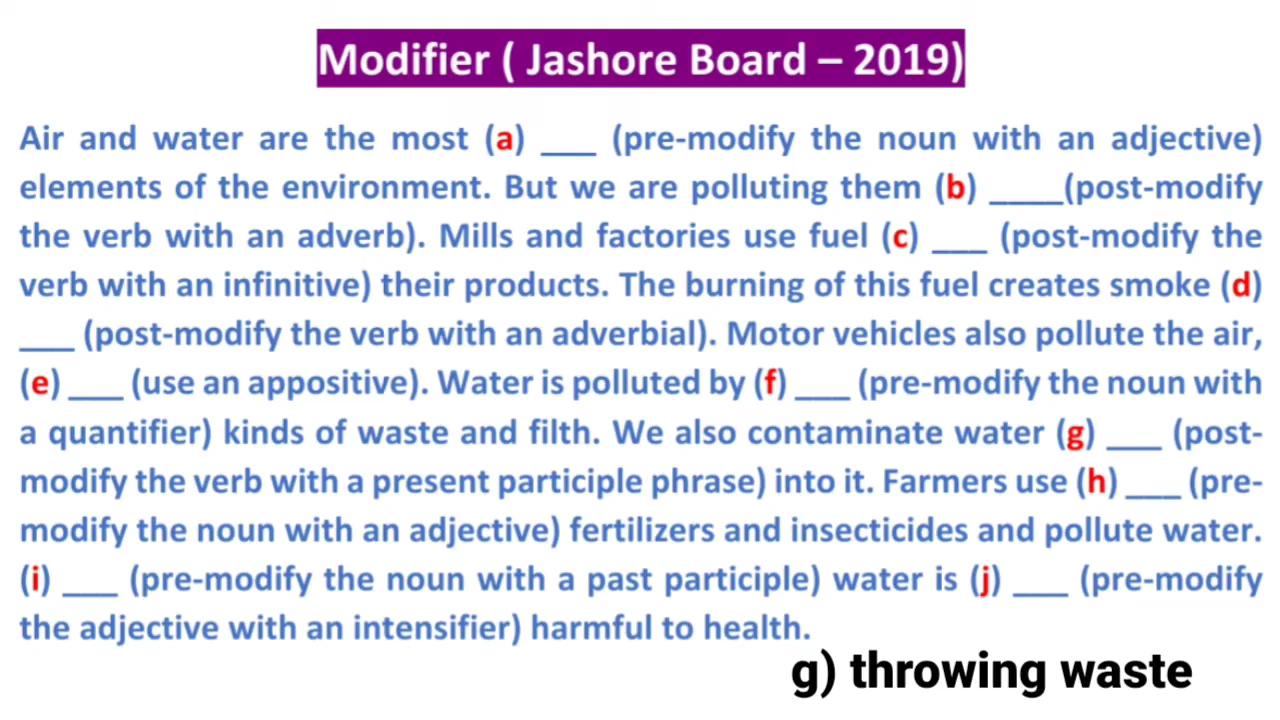 Modifier ( Jashore Board – 2019)
Air and water are the most (a) ___ (pre-modify the noun with an adjective)
elements of the environment. But we are polluting them (b) ____(post-modify
the verb with an adverb). Mills and factories use fuel (c) ___ (post-modify the
verb with an infinitive) their products. The burning of this fuel creates smoke (d)
___ (post-modify the verb with an adverbial). Motor vehicles also pollute the air,
(e) ___ (use an appositive). Water is polluted by (f) ___ (pre-modify the noun with
a quantifier) kinds of waste and filth. We also contaminate water (g) ___ (post-
modify the verb with a present participle phrase) into it. Farmers use (h) ___ (pre-
modify the noun with an adjective) fertilizers and insecticides and pollute water.
(i) ___ (pre-modify the noun with a past participle) water is (j) ___ (pre-modify
the adjective with an intensifier) harmful to health.
g) throwing waste